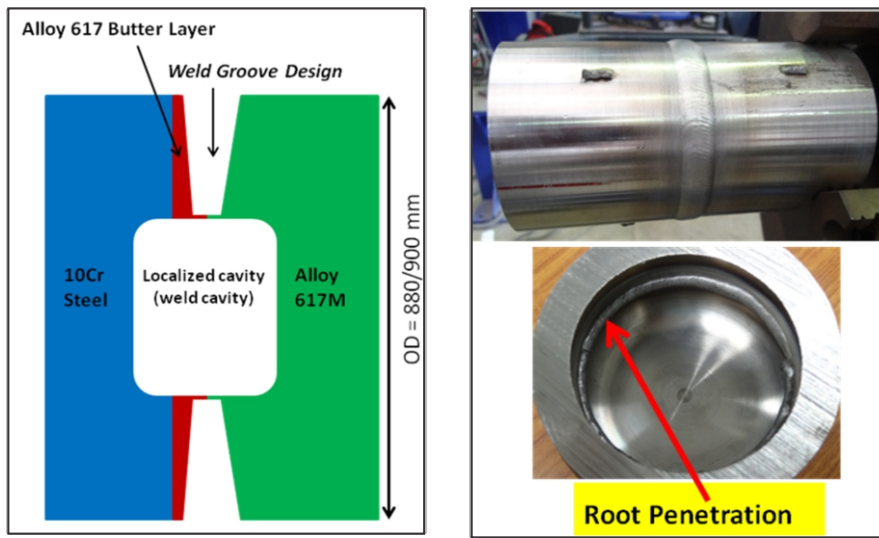 Alloy 617 Butter Layer
Weld Groove Design
10Cr
Steel
Localized cavity
(weld cavity)
Alloy
617M
OD = 880/900 mm
Root Penetration